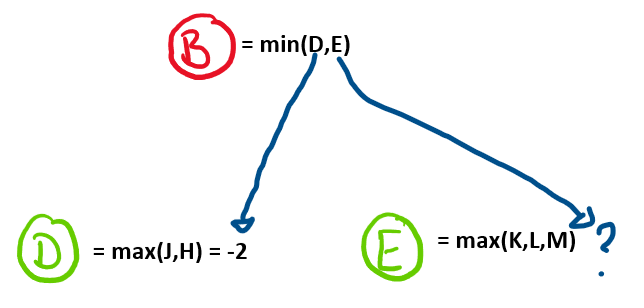 B = min(D,E)
D = max(J,H) = -2
E = max(K,L,M) ?